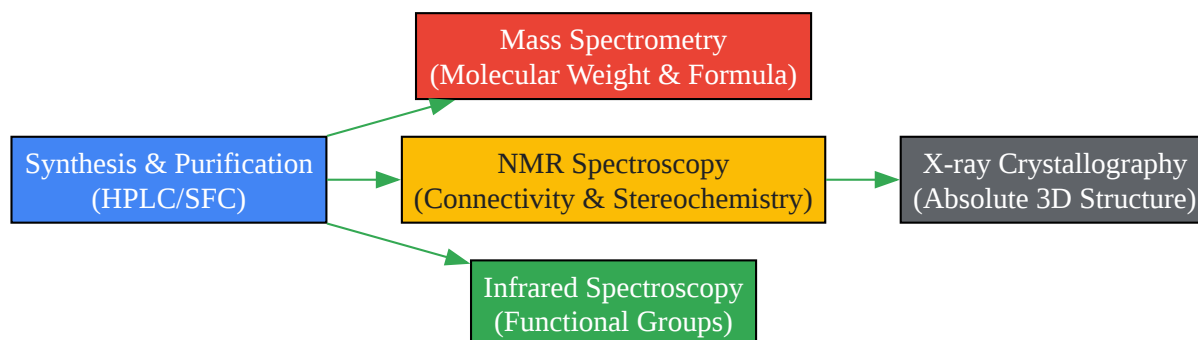 Mass Spectrometry
(Molecular Weight & Formula)
Synthesis & Purification
(HPLC/SFC)
NMR Spectroscopy
(Connectivity & Stereochemistry)
X-ray Crystallography
(Absolute 3D Structure)
Infrared Spectroscopy
(Functional Groups)